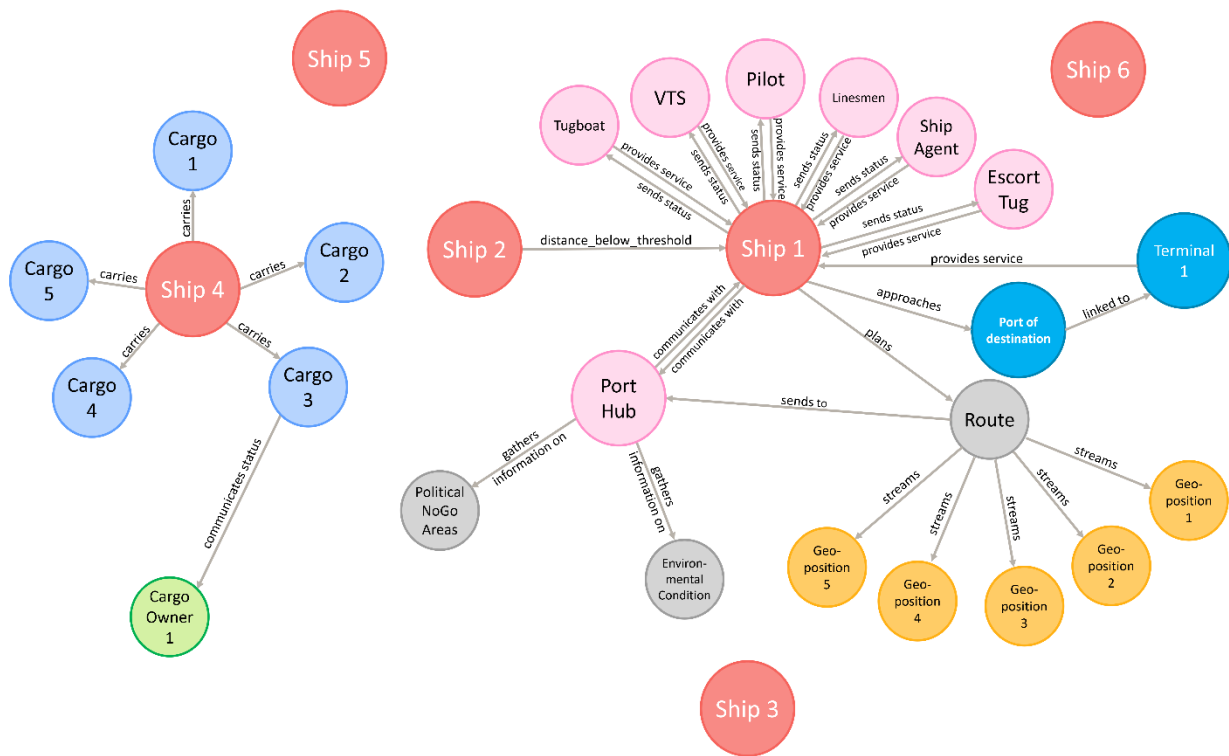 Ship 5
Ship 6
Pilot
VTS
Linesmen
Tugboat
Ship
Agent
Escort
Tug
Cargo
1
provides service
sends status
provides service
sends status
sends status
provides service
sends status
provides service
sends status
provides service
sends status
provides service
carries
Ship 2
distance_below_threshold
Ship 1
provides service
Terminal
1
Cargo
5
carries
Ship 4
carries
Cargo
2
approaches
Port of
destination
linked to
carries
carries
communicates with
communicates with
plans
Cargo
4
Cargo
3
Port
Hub
sends to
Route
communicates status
gathers
information on
gathers
information on
streams
streams
streams
streams
streams
Political
NoGo
Areas
Environ-
mental
Condition
Geo-
position
1
Geo-
position
2
Geo-
position
3
Geo-
position
4
Geo-
position
5
Cargo
Owner
1
Ship 3